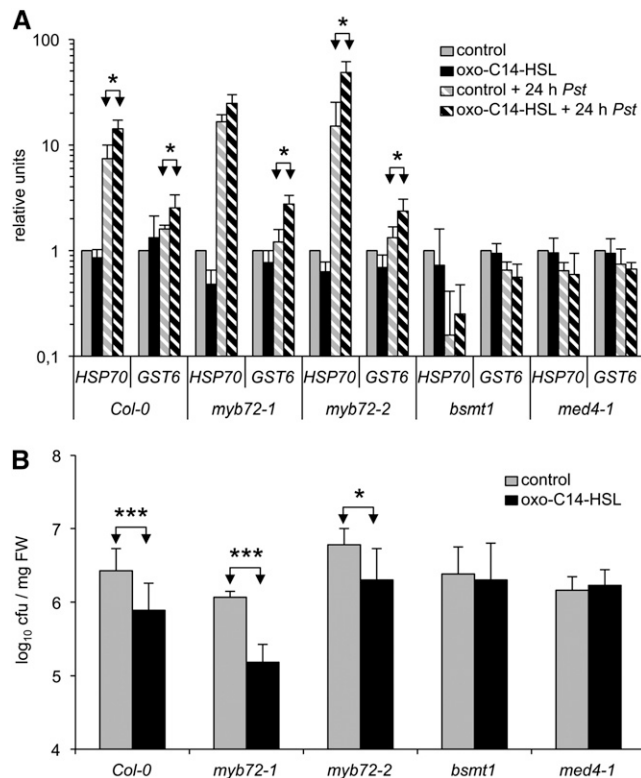 A
control
oxo-C14-HSL
control + 24 h Pst
oxo-C14-HSL + 24 h Pst
relative units
100
10
1
0,1
* * * * *
HSP70 GST6 HSP70 GST6 HSP70 GST6 HSP70 GST6 HSP70 GST6
Col-0 myb72-1 myb72-2 bsmt1 med4-1
B
control
oxo-C14-HSL
log10 cfu / mg FW
8
7
6
5
4
*** *** *
Col-0 myb72-1 myb72-2 bsmt1 med4-1